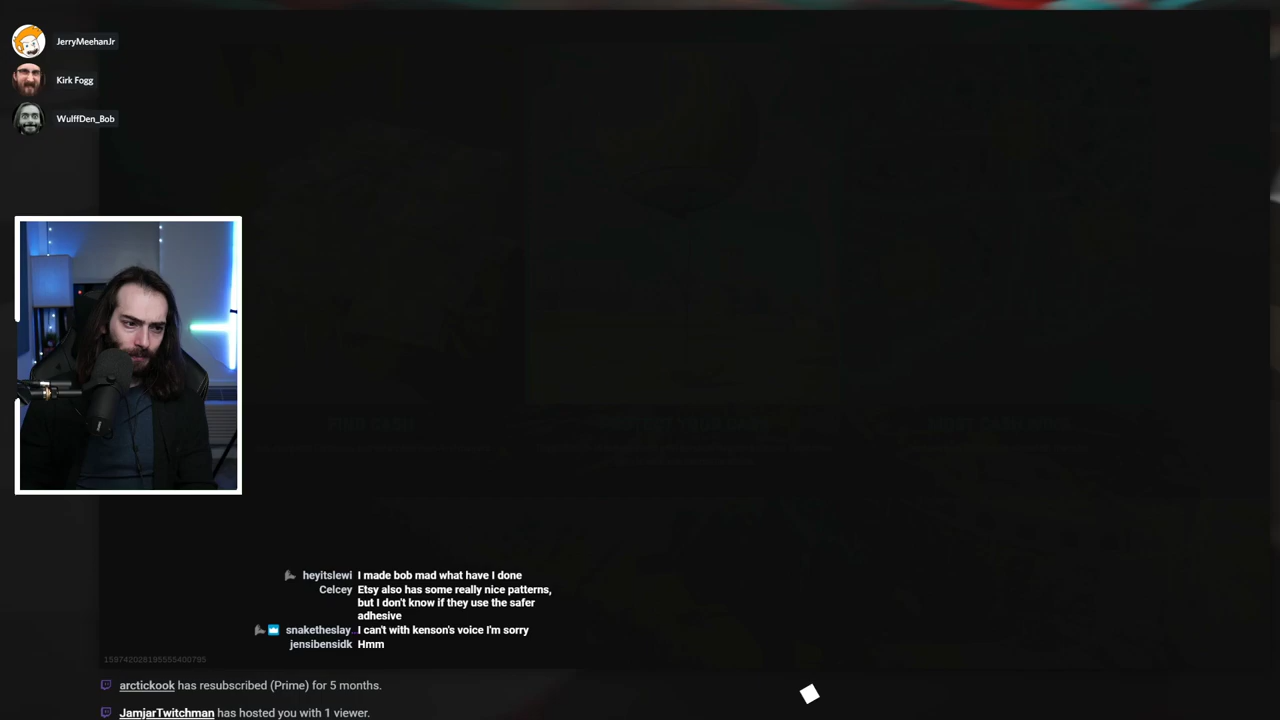 JerryMeehanJr
Kirk Fogg
WulffDen_Bob
heyitslewi I made bob mad what have I done
Celcey Etsy also has some really nice patterns,
but I don't know if they use the safer
adhesive
snaketheslay… I can't with kenson's voice I'm sorry
jensibensidk Hmm
159742028195555400795
arctickook has resubscribed (Prime) for 5 months.
JamjarTwitchman has hosted you with 1 viewer.